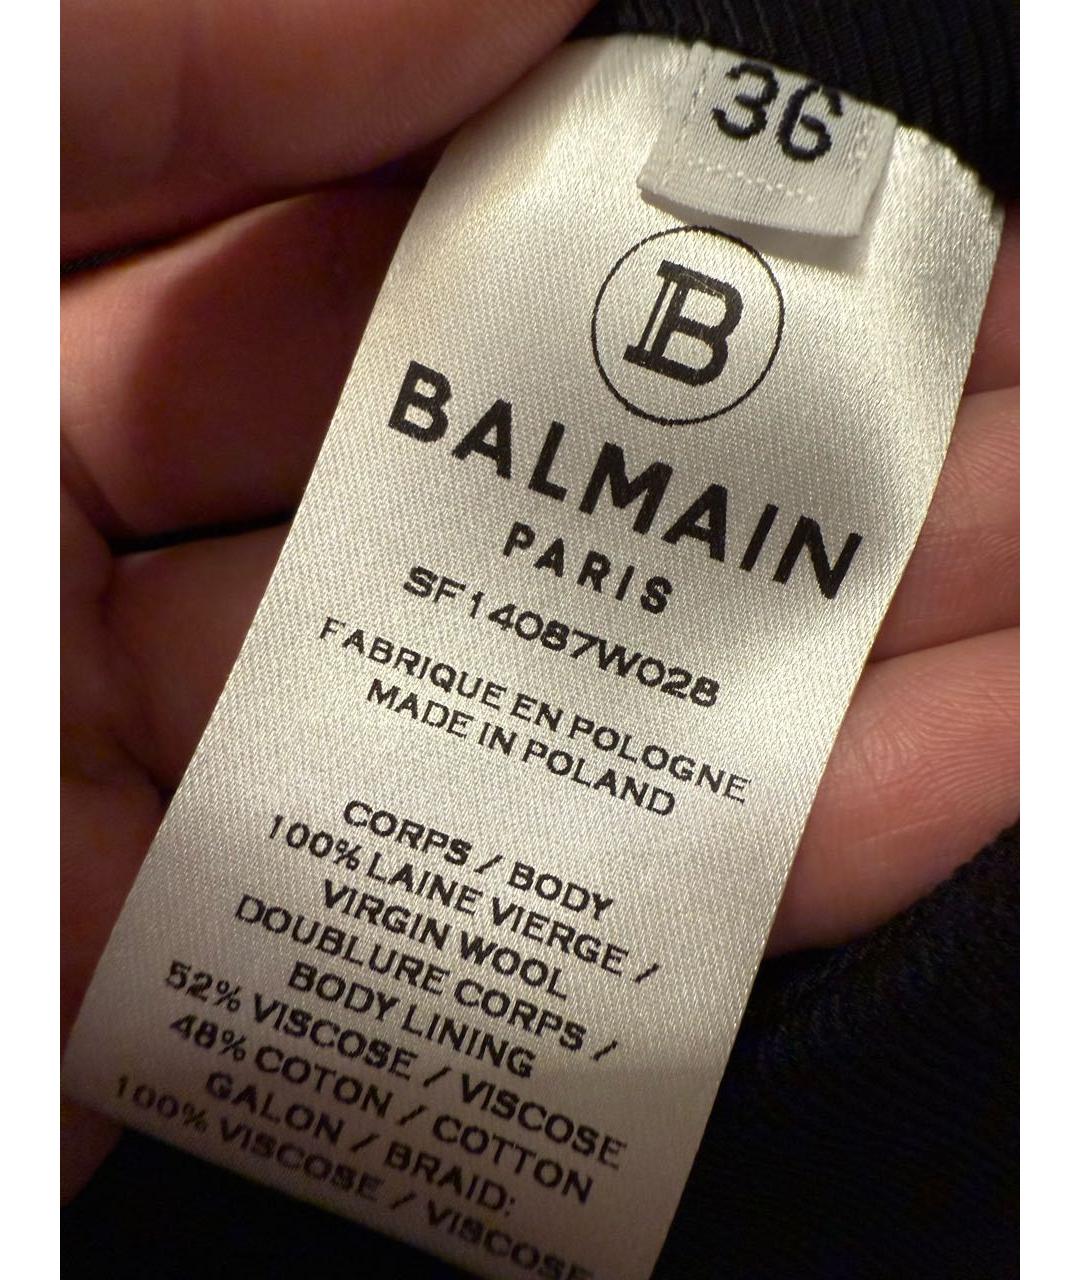 36
B
BALMAIN
PARIS
SF14087W028
FABRIQUE EN POLOGNE
MADE IN POLAND
CORPS / BODY
100% LAINE VIERGE /
VIRGIN WOOL
DOUBLURE CORPS /
BODY LINING
52% VISCOSE / VISCOSE
48% COTON / COTTON
GALON / BRAID:
100% VISCOSE / VISCOSE